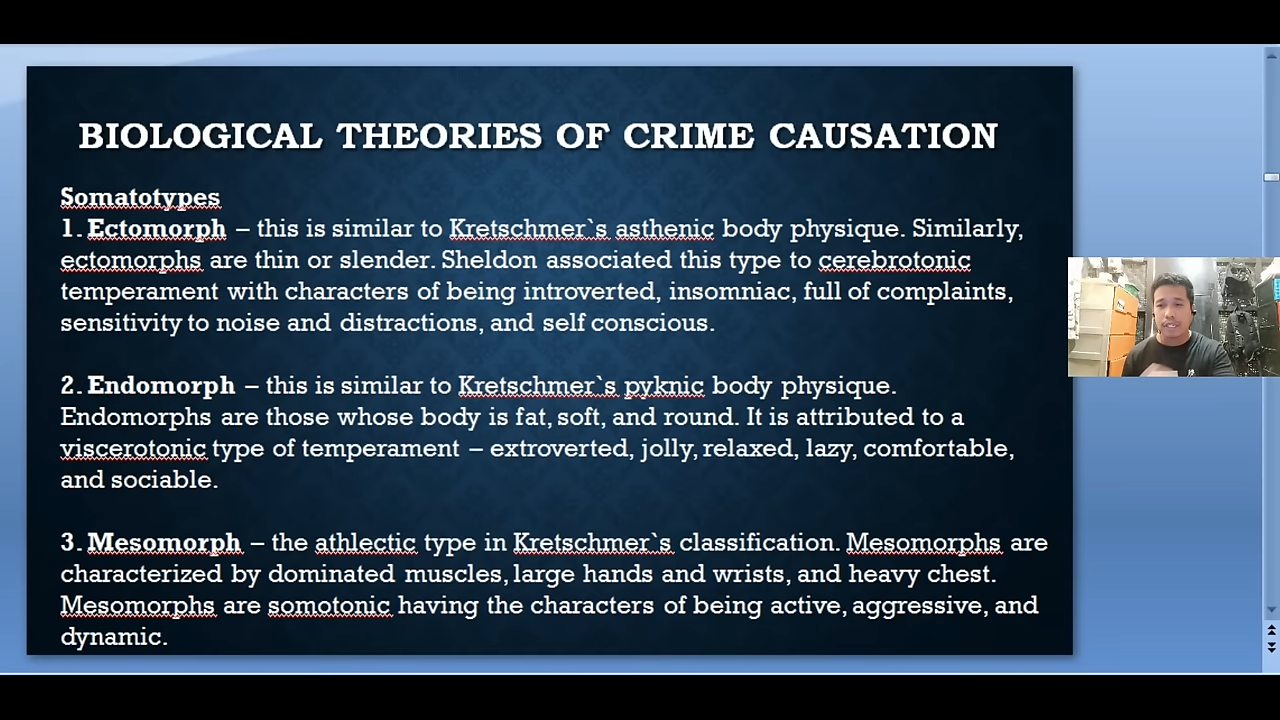 BIOLOGICAL THEORIES OF CRIME CAUSATION
Somatotypes
1. Ectomorph – this is similar to Kretschmer`s asthenic body physique. Similarly,
ectomorphs are thin or slender. Sheldon associated this type to cerebrotonic
temperament with characters of being introverted, insomniac, full of complaints,
sensitivity to noise and distractions, and self conscious.
2. Endomorph – this is similar to Kretschmer`s pyknic body physique.
Endomorphs are those whose body is fat, soft, and round. It is attributed to a
viscerotonic type of temperament – extroverted, jolly, relaxed, lazy, comfortable,
and sociable.
3. Mesomorph – the athlectic type in Kretschmer`s classification. Mesomorphs are
characterized by dominated muscles, large hands and wrists, and heavy chest.
Mesomorphs are somotonic having the characters of being active, aggressive, and
dynamic.